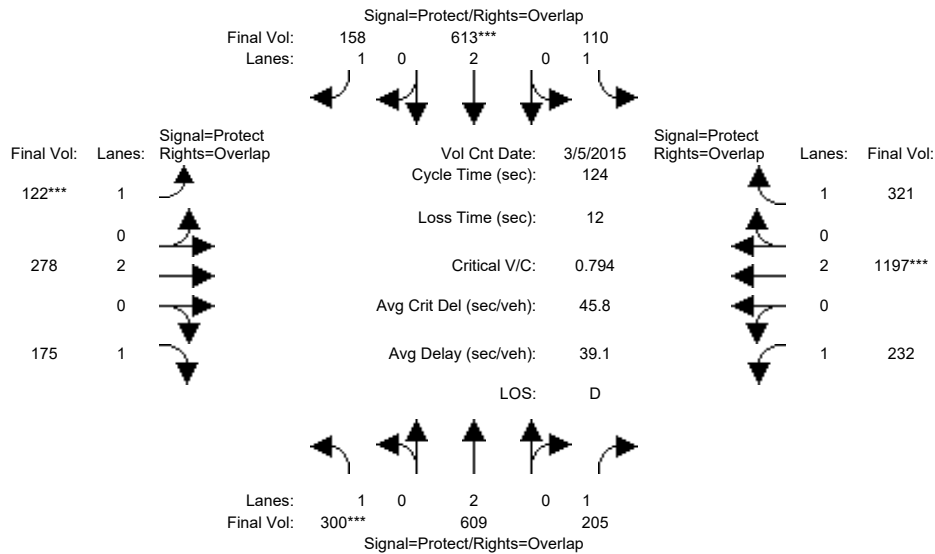 Signal=Protect/Rights=Overlap
Final Vol: 158 613*** 110
Lanes: 1 0 2 0 1
Signal=Protect Signal=Protect
Final Vol: Lanes: Rights=Overlap Vol Cnt Date: 3/5/2015 Rights=Overlap Lanes: Final Vol:
Cycle Time (sec): 124
122*** 1 1 321
Loss Time (sec): 12
0 0
278 2 Critical V/C: 0.794 2 1197***
0 Avg Crit Del (sec/veh): 45.8 0
175 1 Avg Delay (sec/veh): 39.1 1 232
LOS: D
Lanes: 1 0 2 0 1
Final Vol: 300*** 609 205
Signal=Protect/Rights=Overlap